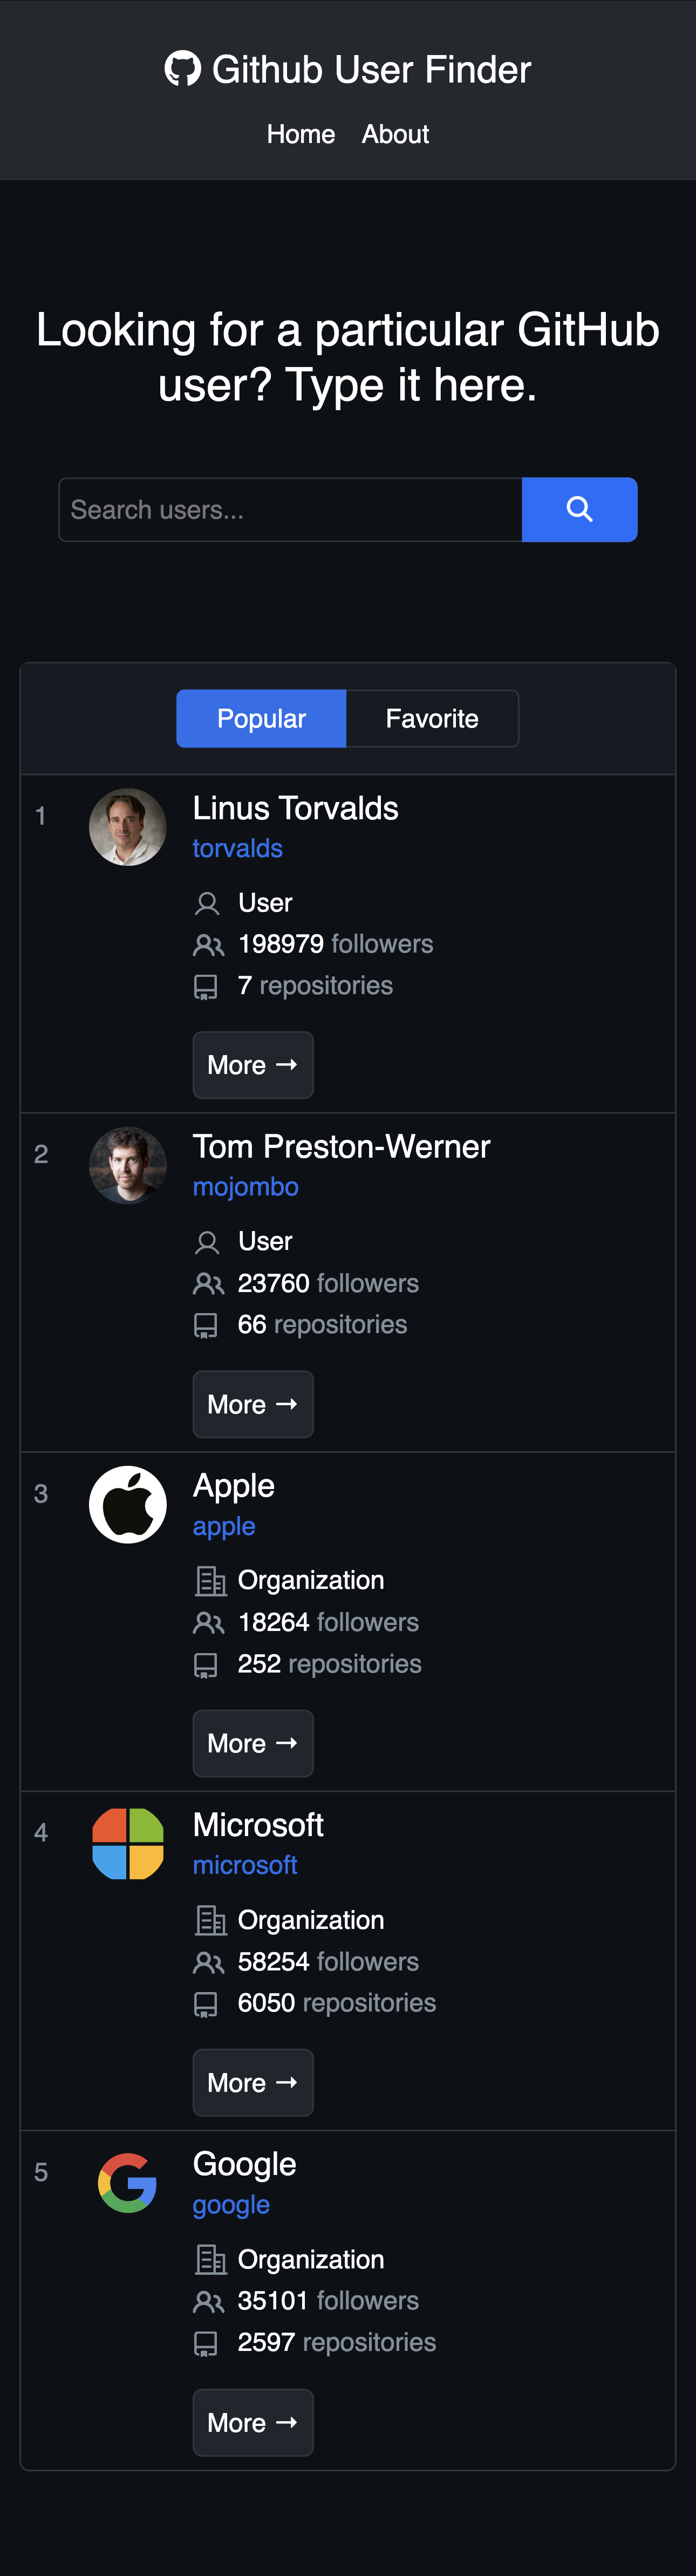 Github User Finder
Home About
Looking for a particular GitHub
user? Type it here.
Search users...
Popular Favorite
1
Linus Torvalds
torvalds
User
198979 followers
7 repositories
More →
2
Tom Preston-Werner
mojombo
User
23760 followers
66 repositories
More →
3
Apple
apple
Organization
18264 followers
252 repositories
More →
4
Microsoft
microsoft
Organization
58254 followers
6050 repositories
More →
5
Google
google
Organization
35101 followers
2597 repositories
More →